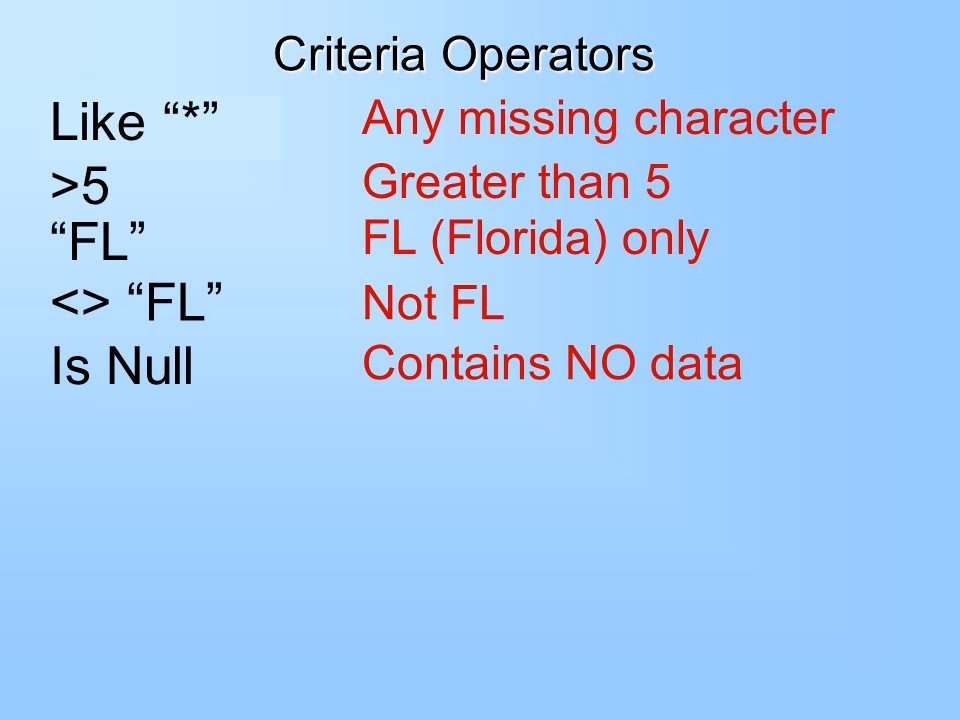 Criteria Operators
Like “*” Any missing character
>5 Greater than 5
“FL” FL (Florida) only
<> “FL” Not FL
Is Null Contains NO data